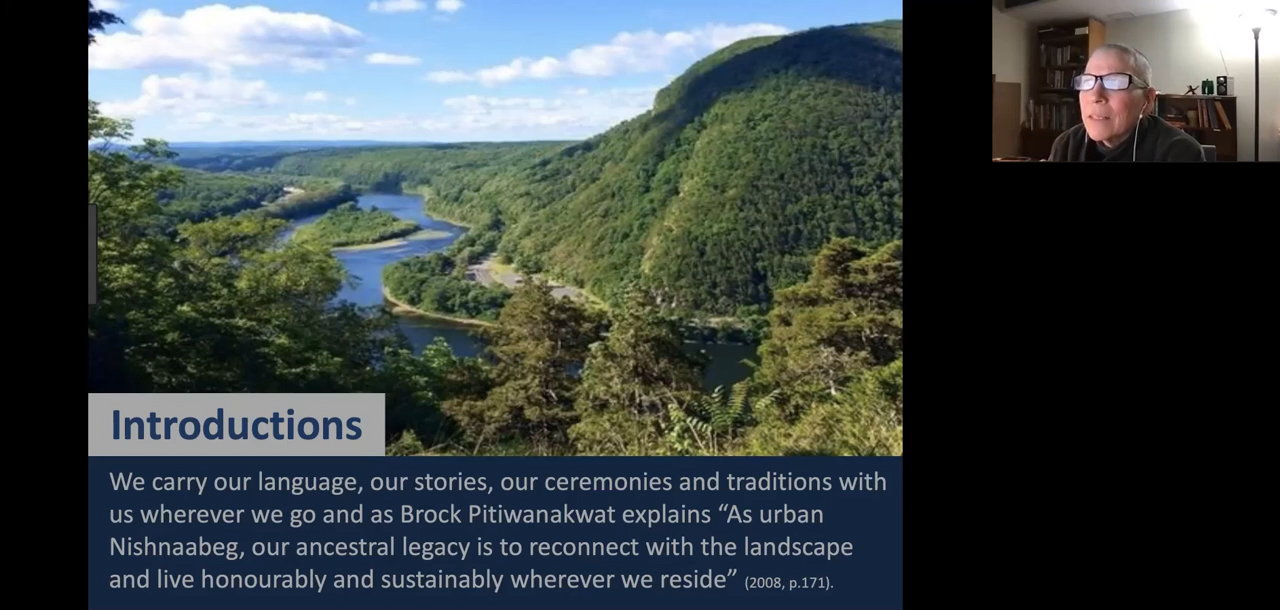 Introductions
We carry our language, our stories, our ceremonies and traditions with
us wherever we go and as Brock Pitiwanakwat explains “As urban
Nishnaabeg, our ancestral legacy is to reconnect with the landscape
and live honourably and sustainably wherever we reside” (2008, p.171).